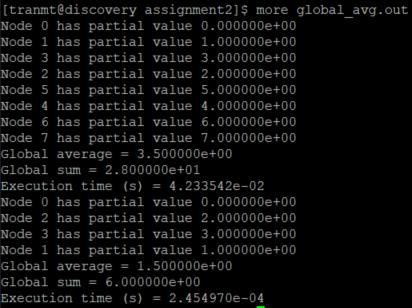 [tranmt@discovery assignment2]$ more global_avg.out
Node 0 has partial value 0.000000e+00
Node 1 has partial value 1.000000e+00
Node 3 has partial value 3.000000e+00
Node 2 has partial value 2.000000e+00
Node 5 has partial value 5.000000e+00
Node 4 has partial value 4.000000e+00
Node 6 has partial value 6.000000e+00
Node 7 has partial value 7.000000e+00
Global average = 3.500000e+00
Global sum = 2.800000e+01
Execution time (s) = 4.233542e-02
Node 0 has partial value 0.000000e+00
Node 2 has partial value 2.000000e+00
Node 3 has partial value 3.000000e+00
Node 1 has partial value 1.000000e+00
Global average = 1.500000e+00
Global sum = 6.000000e+00
Execution time (s) = 2.454970e-04